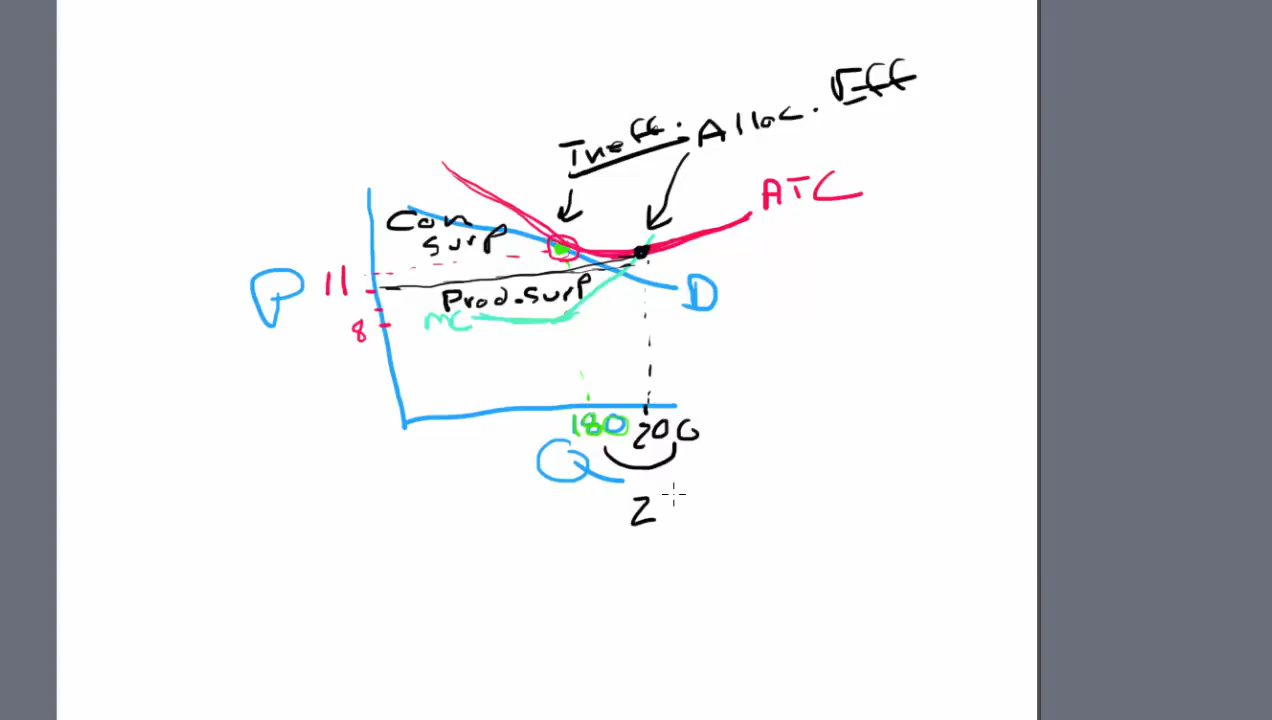 Ineff. Alloc. Eff
ATC
Con
surp
P 11
Prod. surp
D
MC
8
180 200
Q
2